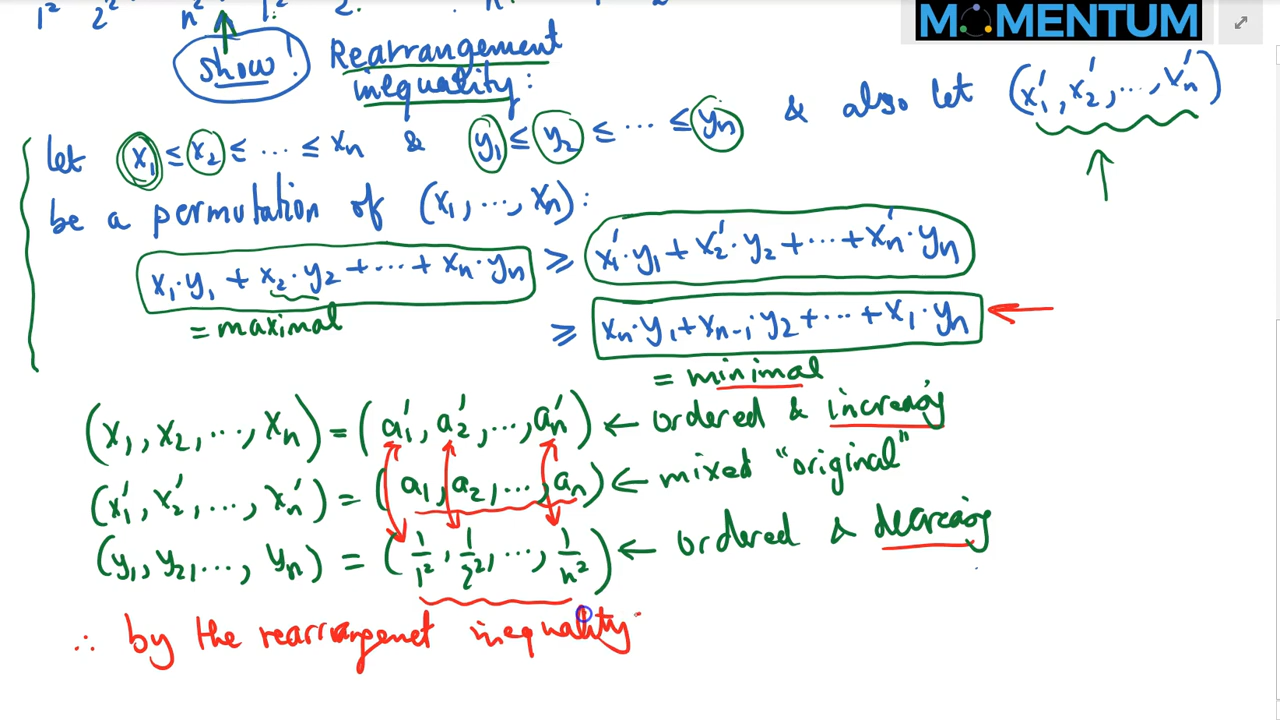 MOMENTUM
show!
Rearrangement
inequality:
let x₁ ≤ x₂ ≤ ... ≤ xₙ & y₁ ≤ y₂ ≤ ... ≤ yₙ & also let (x₁', x₂', ..., xₙ')
be a permutation of (x₁, ..., xₙ):
x₁·y₁ + x₂·y₂ + ... + xₙ·yₙ ≥ x₁'·y₁ + x₂'·y₂ + ... + xₙ'·yₙ
= maximal ≥ xₙ·y₁ + xₙ₋₁·y₂ + ... + x₁·yₙ ←
= minimal
(x₁, x₂, ..., xₙ) = (a₁', a₂', ..., aₙ') ← ordered & increasing
(x₁', x₂', ..., xₙ') = (a₁, a₂, ..., aₙ) ← mixed "original"
(y₁, y₂, ..., yₙ) = (1/1², 1/2², ..., 1/n²) ← ordered & decreasing
∴ by the rearrangemet inequality